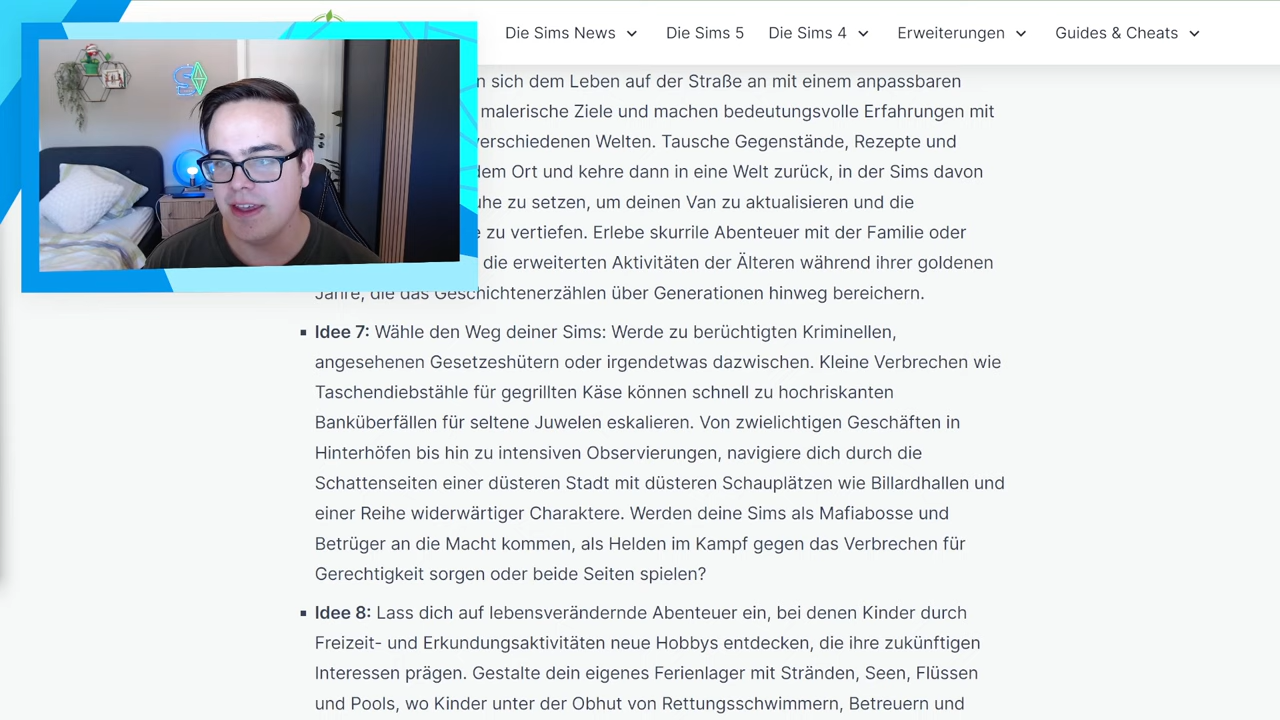 Die Sims News
Die Sims 5
Die Sims 4
Erweiterungen
Guides & Cheats
sich dem Leben auf der Straße an mit einem anpassbaren
malerische Ziele und machen bedeutungsvolle Erfahrungen mit
verschiedenen Welten. Tausche Gegenstände, Rezepte und
dem Ort und kehre dann in eine Welt zurück, in der Sims davon
zu setzen, um deinen Van zu aktualisieren und die
zu vertiefen. Erlebe skurrile Abenteuer mit der Familie oder
die erweiterten Aktivitäten der Älteren während ihrer goldenen
Jahre, die das Geschichtenerzählen über Generationen hinweg bereichern.
▪ Idee 7: Wähle den Weg deiner Sims: Werde zu berüchtigten Kriminellen,
angesehenen Gesetzeshütern oder irgendetwas dazwischen. Kleine Verbrechen wie
Taschendiebstähle für gegrillten Käse können schnell zu hochriskanten
Banküberfällen für seltene Juwelen eskalieren. Von zwielichtigen Geschäften in
Hinterhöfen bis hin zu intensiven Observierungen, navigiere dich durch die
Schattenseiten einer düsteren Stadt mit düsteren Schauplätzen wie Billardhallen und
einer Reihe widerwärtiger Charaktere. Werden deine Sims als Mafiabosse und
Betrüger an die Macht kommen, als Helden im Kampf gegen das Verbrechen für
Gerechtigkeit sorgen oder beide Seiten spielen?
▪ Idee 8: Lass dich auf lebensverändernde Abenteuer ein, bei denen Kinder durch
Freizeit- und Erkundungsaktivitäten neue Hobbys entdecken, die ihre zukünftigen
Interessen prägen. Gestalte dein eigenes Ferienlager mit Stränden, Seen, Flüssen
und Pools, wo Kinder unter der Obhut von Rettungsschwimmern, Betreuern und